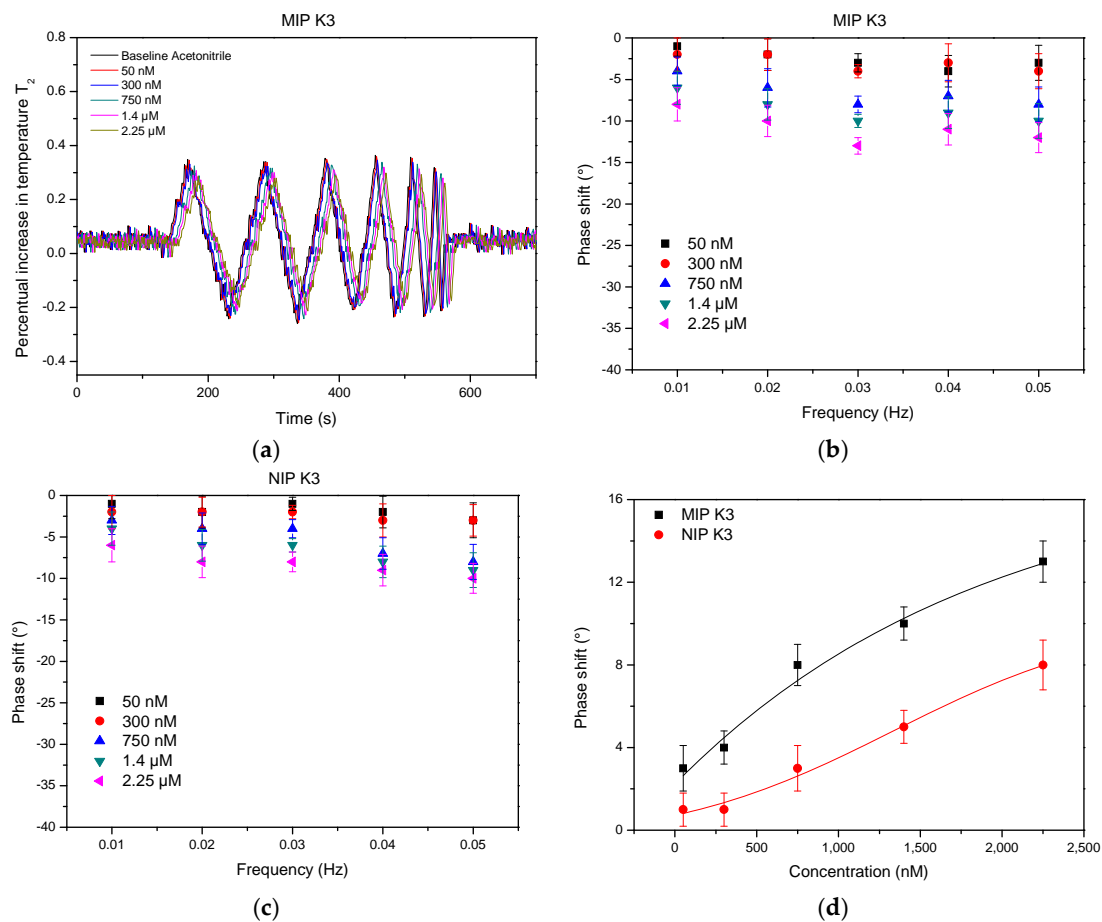 MIP K3
0.8
0.6
0.4
0.2
0.0
-0.2
-0.4
Percentual increase in temperature T2
Baseline Acetonitrile
50 nM
300 nM
750 nM
1.4 µM
2.25 µM
0 200 400 600
Time (s)
(a)
MIP K3
0
-5
-10
-15
-20
-25
-30
-35
-40
Phase shift (°)
50 nM
300 nM
750 nM
1.4 µM
2.25 µM
0.01 0.02 0.03 0.04 0.05
Frequency (Hz)
(b)
NIP K3
0
-5
-10
-15
-20
-25
-30
-35
-40
Phase shift (°)
50 nM
300 nM
750 nM
1.4 µM
2.25 µM
0.01 0.02 0.03 0.04 0.05
Frequency (Hz)
(c)
16
12
8
4
0
Phase shift (°)
MIP K3
NIP K3
0 500 1,000 1,500 2,000 2,500
Concentration (nM)
(d)